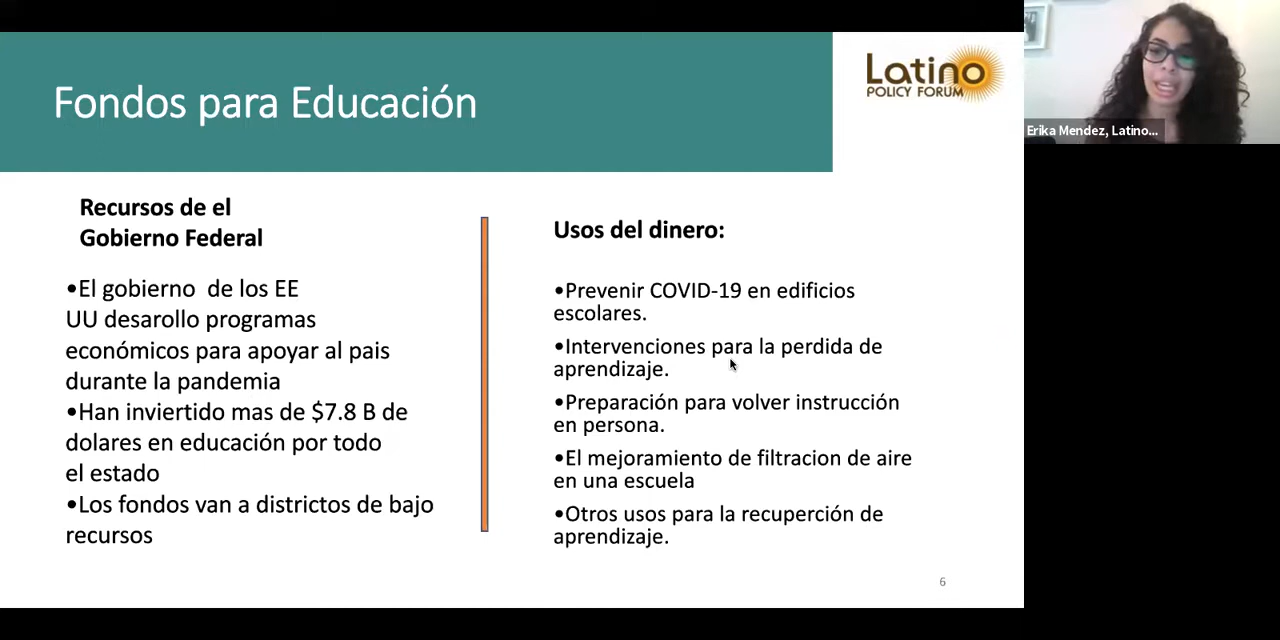 Fondos para Educación
Latino
POLICY FORUM
Erika Mendez, Latino...
Recursos de el
Gobierno Federal
•El gobierno  de los EE
UU desarollo programas
económicos para apoyar al pais
durante la pandemia
•Han inviertido mas de $7.8 B de
dolares en educación por todo
el estado
•Los fondos van a districtos de bajo
recursos
Usos del dinero:
•Prevenir COVID-19 en edificios
escolares.
•Intervenciones para la perdida de
aprendizaje.
•Preparación para volver instrucción
en persona.
•El mejoramiento de filtracion de aire
en una escuela
•Otros usos para la recuperción de
aprendizaje.
6